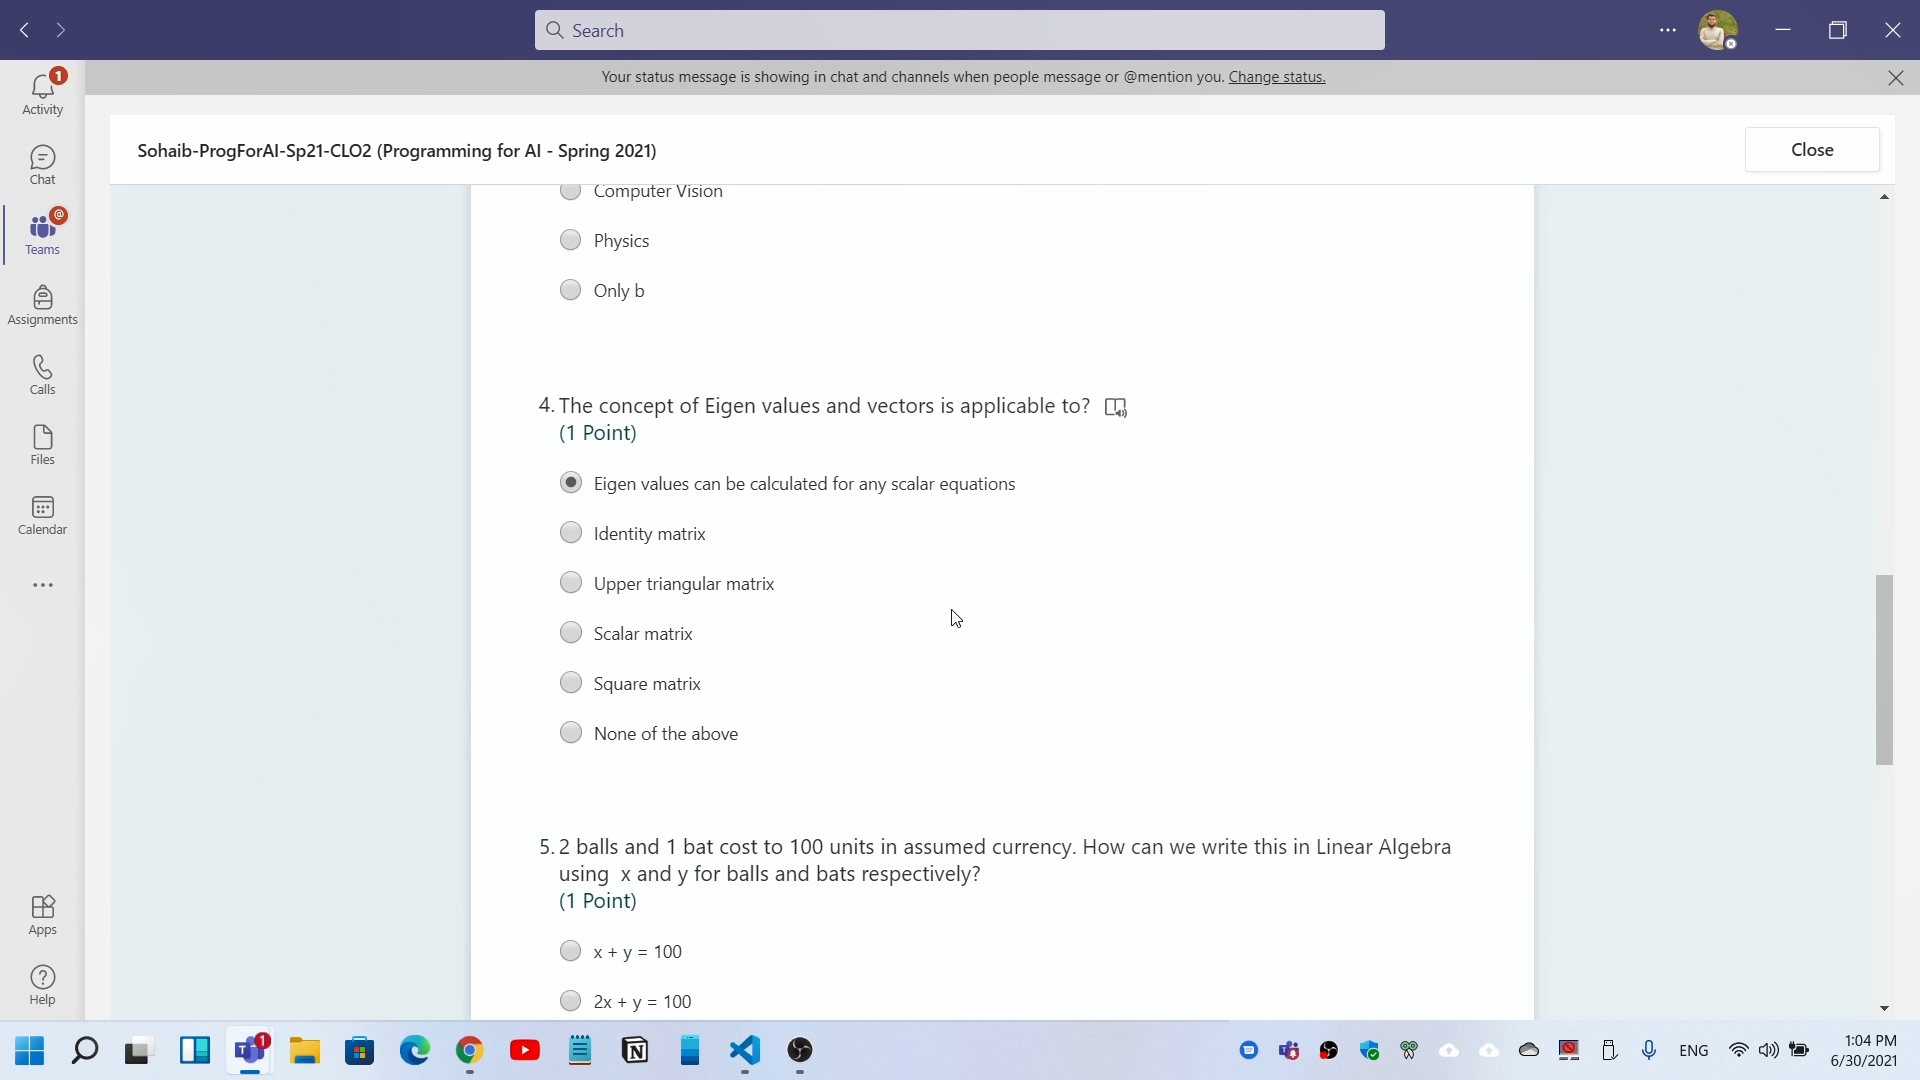 Search
Your status message is showing in chat and channels when people message or @mention you. Change status.
1
Activity
Chat
@
Teams
Assignments
Calls
Files
Calendar
Apps
Help
Sohaib-ProgForAI-Sp21-CLO2 (Programming for AI - Spring 2021)
Close
Computer Vision
Physics
Only b
4. The concept of Eigen values and vectors is applicable to?
(1 Point)
Eigen values can be calculated for any scalar equations
Identity matrix
Upper triangular matrix
Scalar matrix
Square matrix
None of the above
5. 2 balls and 1 bat cost to 100 units in assumed currency. How can we write this in Linear Algebra
using x and y for balls and bats respectively?
(1 Point)
x + y = 100
2x + y = 100
1
ENG
1:04 PM
6/30/2021